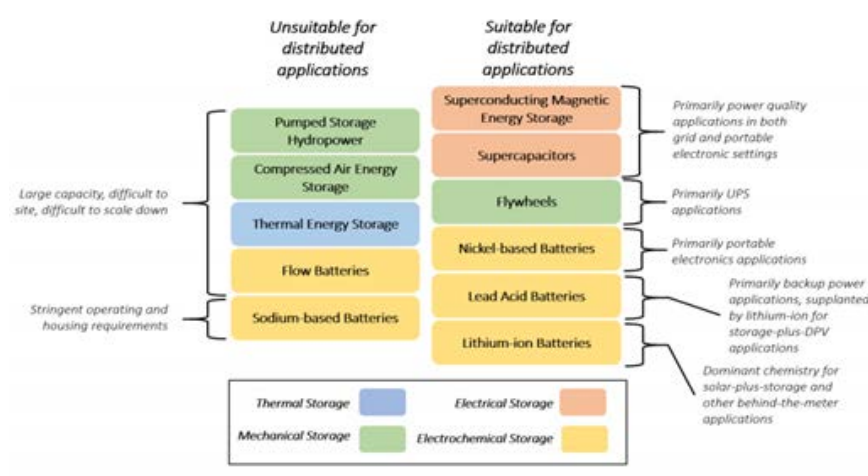 Unsuitable for
distributed
applications
Suitable for
distributed
applications
Large capacity, difficult to
site, difficult to scale down
Stringent operating and
housing requirements
Pumped Storage
Hydropower
Compressed Air Energy
Storage
Thermal Energy Storage
Flow Batteries
Sodium-based Batteries
Superconducting Magnetic
Energy Storage
Supercapacitors
Flywheels
Nickel-based Batteries
Lead Acid Batteries
Lithium-ion Batteries
Primarily power quality
applications in both
grid and portable
electronic settings
Primarily UPS
applications
Primarily portable
electronics applications
Primarily backup power
applications, supplanted
by lithium-ion for
storage-plus-DPV
applications
Dominant chemistry for
solar-plus-storage and
other behind-the-meter
applications
Thermal Storage
Electrical Storage
Mechanical Storage
Electrochemical Storage